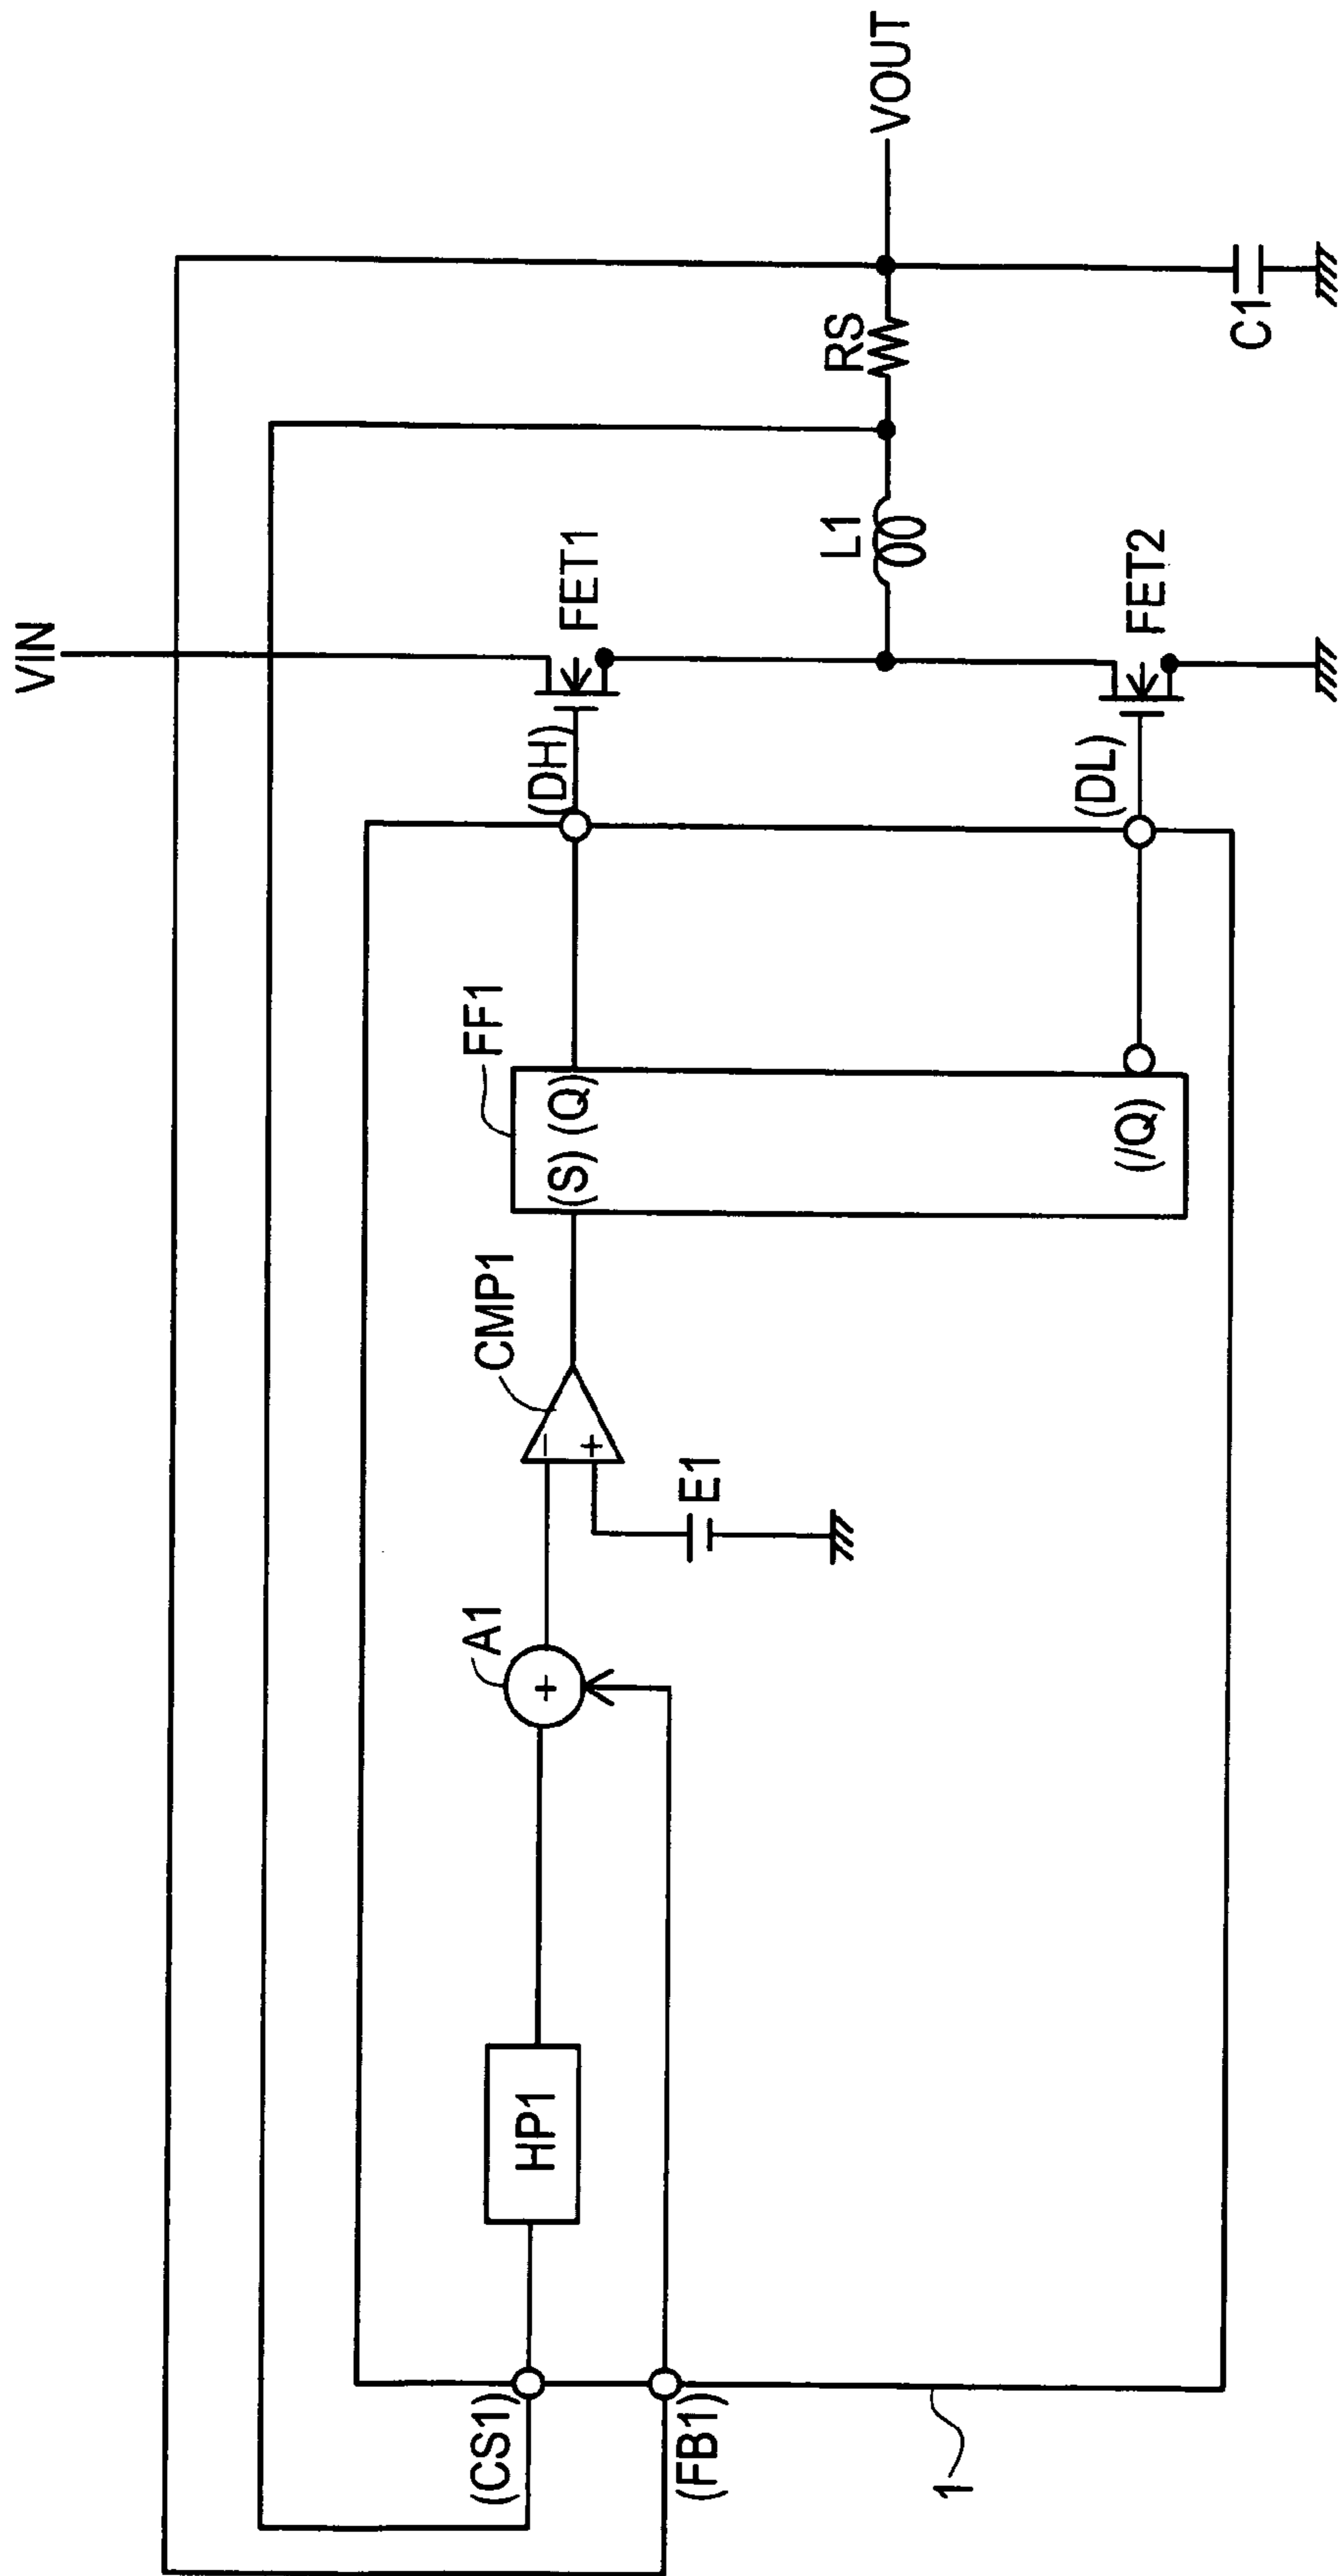 VIN
VOUT
FET1
(DH)
L1
RS
C1
FET2
(DL)
FF1
(S) (Q)
(/Q)
CMP1
−
+
E1
A1
+
HP1
(CS1)
(FB1)
1